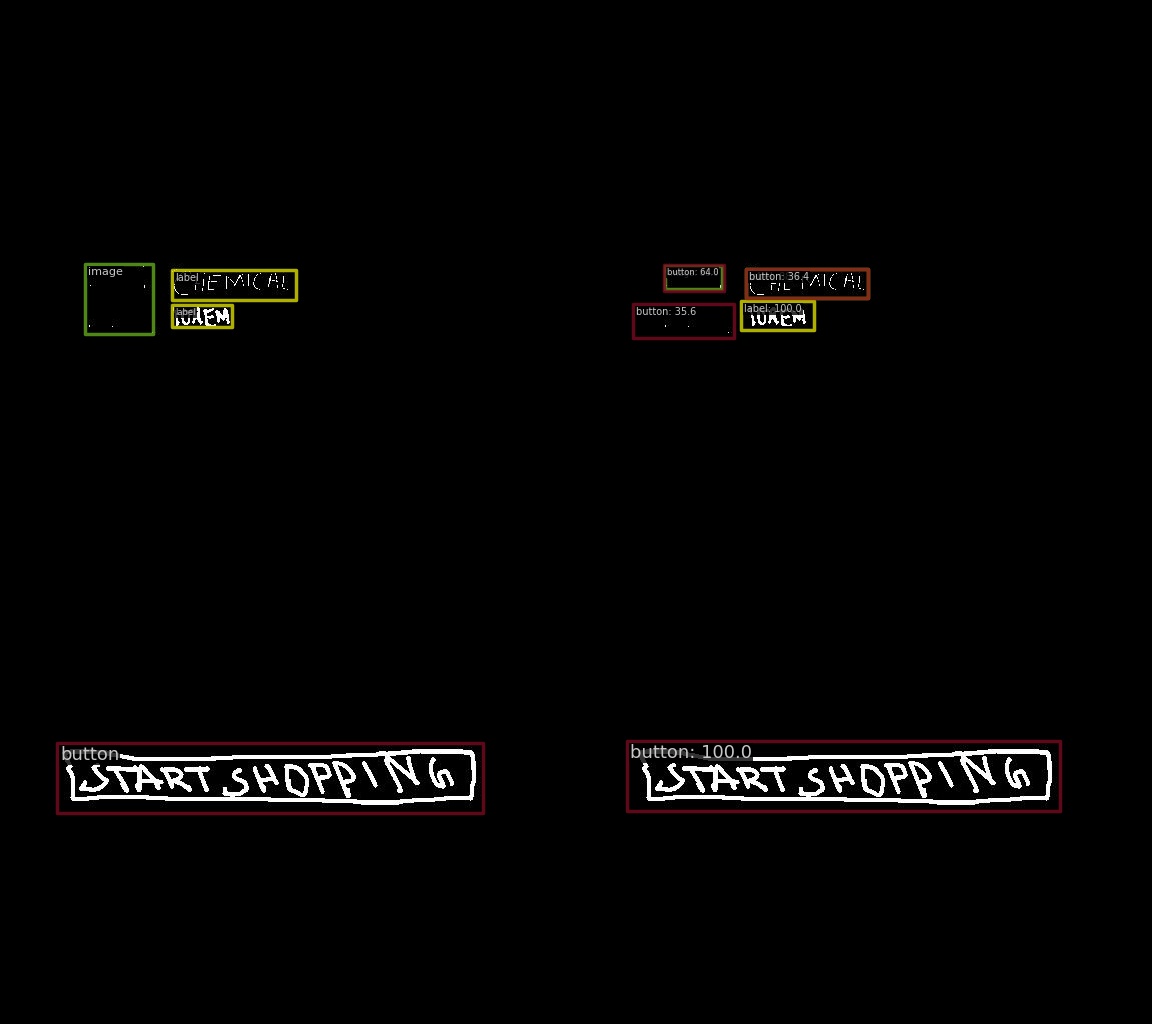 image
label
CHEMICAL
label
button: 64.0
button: 36.4
CHEMICAL
button: 35.6
label: 100.0
button
START SHOPPING
button: 100.0
START SHOPPING